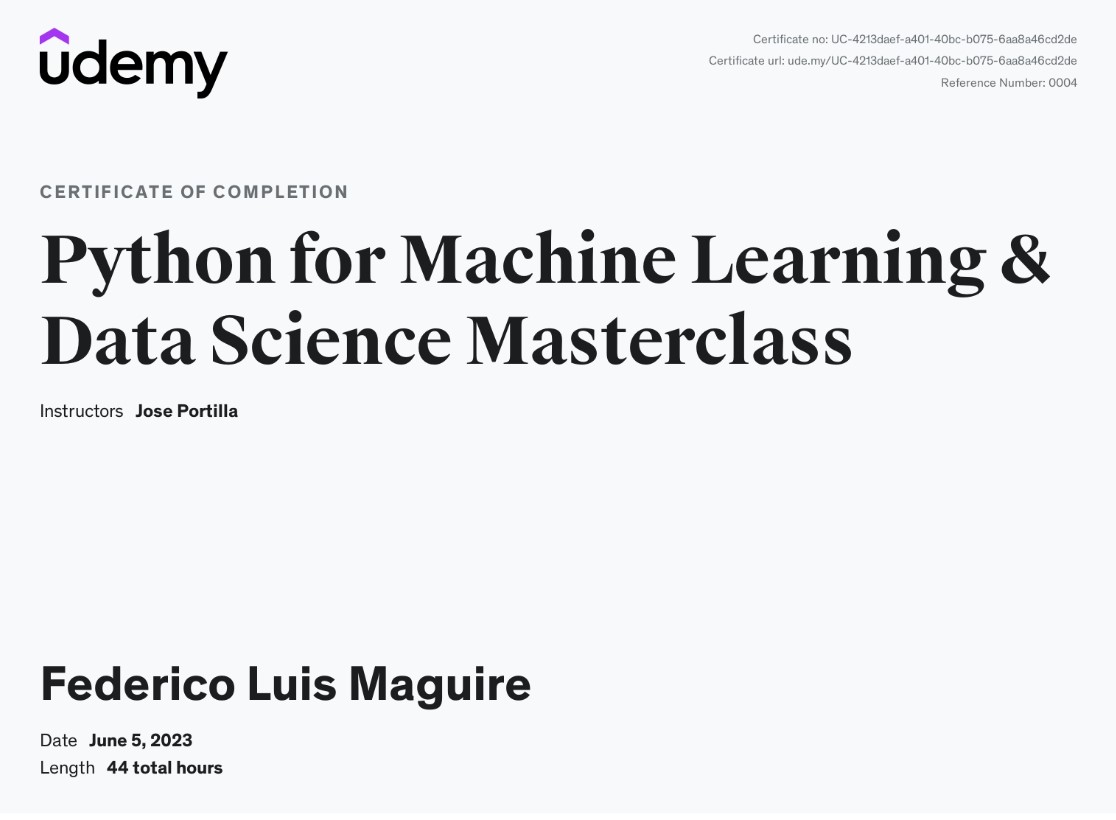 udemy
Certificate no: UC-4213daef-a401-40bc-b075-6aa8a46cd2de
Certificate url: ude.my/UC-4213daef-a401-40bc-b075-6aa8a46cd2de
Reference Number: 0004
CERTIFICATE OF COMPLETION
Python for Machine Learning &
Data Science Masterclass
Instructors Jose Portilla
Federico Luis Maguire
Date June 5, 2023
Length 44 total hours